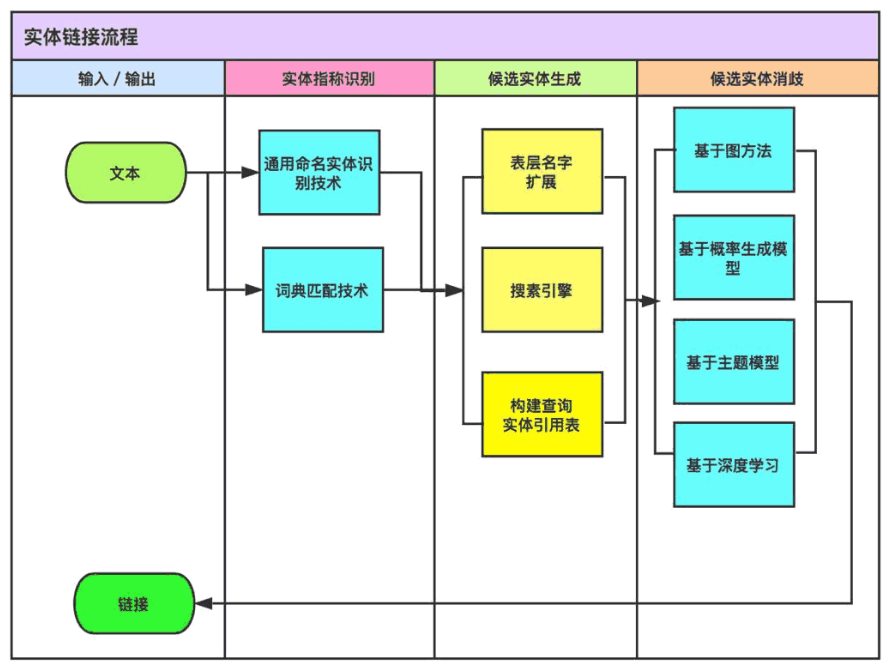 实体链接流程
输入 / 输出
实体指称识别
候选实体生成
候选实体消歧
文本
通用命名实体识
别技术
词典匹配技术
表层名字
扩展
搜素引擎
构建查询
实体引用表
基于图方法
基于概率生成模
型
基于主题模型
基于深度学习
链接